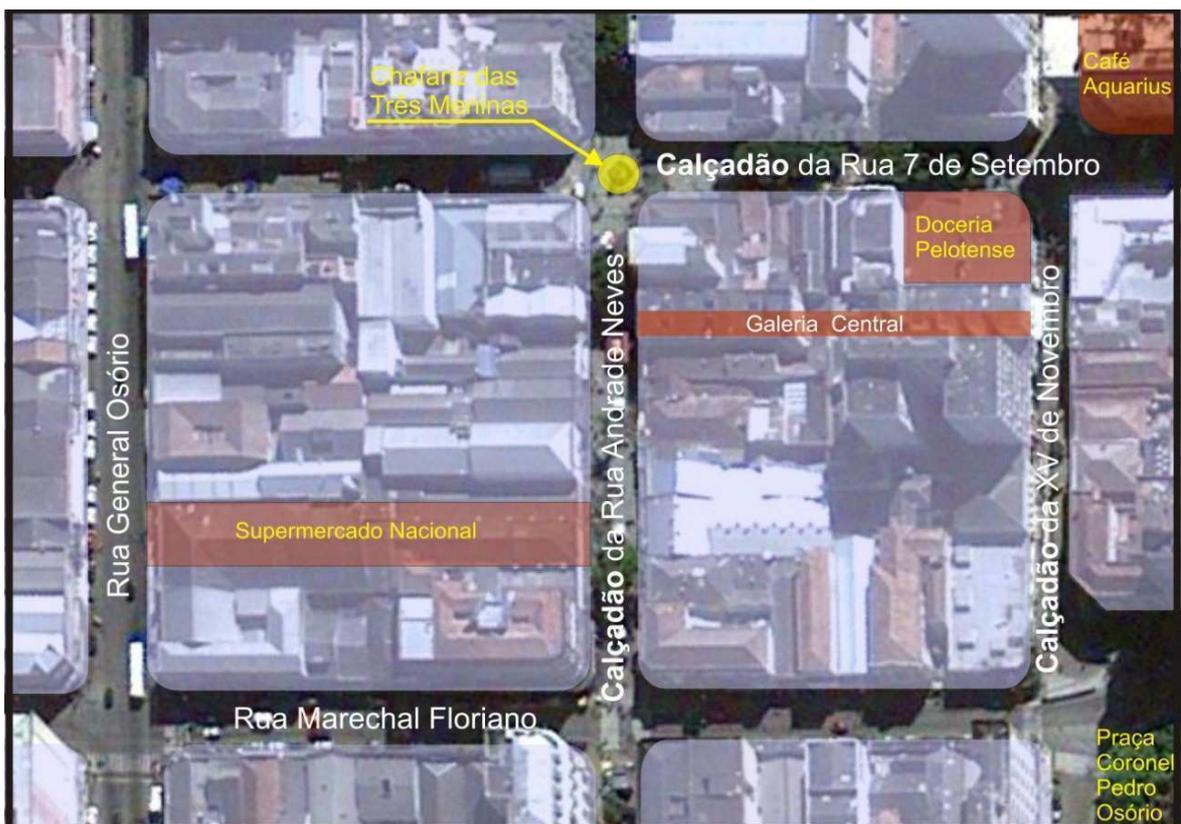 Chafariz das
Três Meninas
Café
Aquarius
Calçadão da Rua 7 de Setembro
Doceria
Pelotense
Galeria Central
Rua General Osório
Calçadão da Rua Andrade Neves
Calçadão da XV de Novembro
Supermercado Nacional
Rua Marechal Floriano
Praça
Coronel
Pedro
Osório